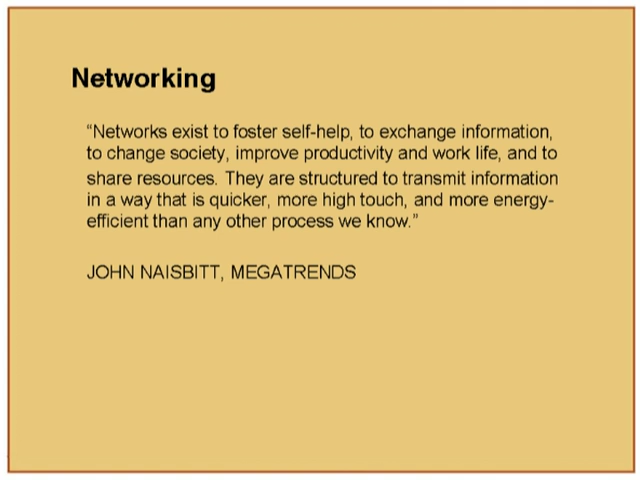 Networking
“Networks exist to foster self-help, to exchange information,
to change society, improve productivity and work life, and to
share resources. They are structured to transmit information
in a way that is quicker, more high touch, and more energy-
efficient than any other process we know.”
JOHN NAISBITT, MEGATRENDS